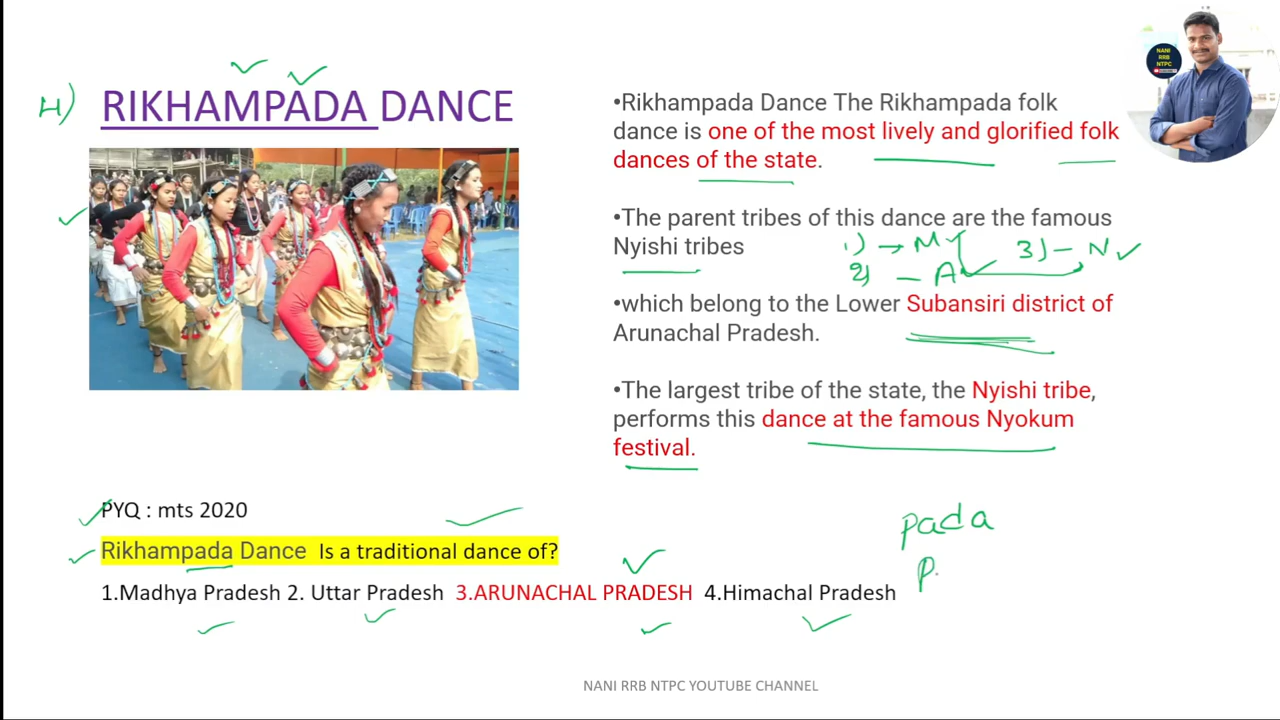 H) RIKHAMPADA DANCE
•Rikhampada Dance The Rikhampada folk
dance is one of the most lively and glorified folk
dances of the state.
•The parent tribes of this dance are the famous
Nyishi tribes
1) → M
3) - N
2) - A
•which belong to the Lower Subansiri district of
Arunachal Pradesh.
•The largest tribe of the state, the Nyishi tribe,
performs this dance at the famous Nyokum
festival.
PYQ : mts 2020
Rikhampada Dance Is a traditional dance of?
1.Madhya Pradesh 2. Uttar Pradesh 3.ARUNACHAL PRADESH 4.Himachal Pradesh
pada
p.
NANI RRB NTPC YOUTUBE CHANNEL
NANI
RRB
NTPC